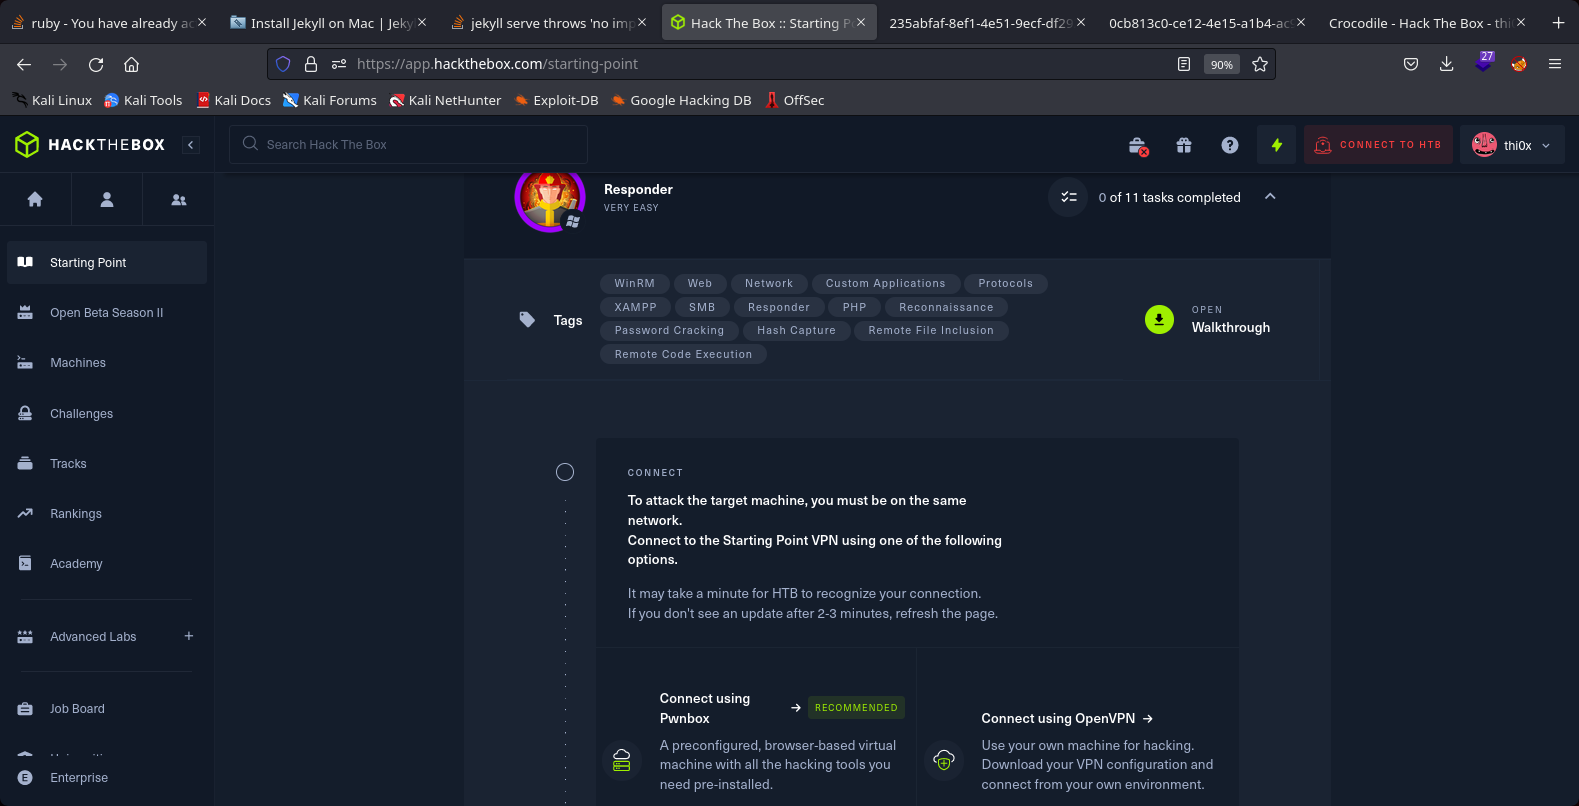 ruby - You have already ac
Install Jekyll on Mac | Jeky
jekyll serve throws 'no imp
Hack The Box :: Starting P
235abfaf-8ef1-4e51-9ecf-df29
0cb813c0-ce12-4e15-a1b4-ac
Crocodile - Hack The Box - thi
https://app.hackthebox.com/starting-point
90%
27
Kali Linux
Kali Tools
Kali Docs
Kali Forums
Kali NetHunter
Exploit-DB
Google Hacking DB
OffSec
HACKTHEBOX
Search Hack The Box
CONNECT TO HTB
thi0x
Starting Point
Open Beta Season II
Machines
Challenges
Tracks
Rankings
Academy
Advanced Labs
Job Board
Enterprise
Responder
VERY EASY
0 of 11 tasks completed
Tags
WinRM Web Network Custom Applications Protocols
XAMPP SMB Responder PHP Reconnaissance
Password Cracking Hash Capture Remote File Inclusion
Remote Code Execution
OPEN
Walkthrough
CONNECT
To attack the target machine, you must be on the same
network.
Connect to the Starting Point VPN using one of the following
options.
It may take a minute for HTB to recognize your connection.
If you don't see an update after 2-3 minutes, refresh the page.
Connect using
Pwnbox
RECOMMENDED
A preconfigured, browser-based virtual
machine with all the hacking tools you
need pre-installed.
Connect using OpenVPN
Use your own machine for hacking.
Download your VPN configuration and
connect from your own environment.